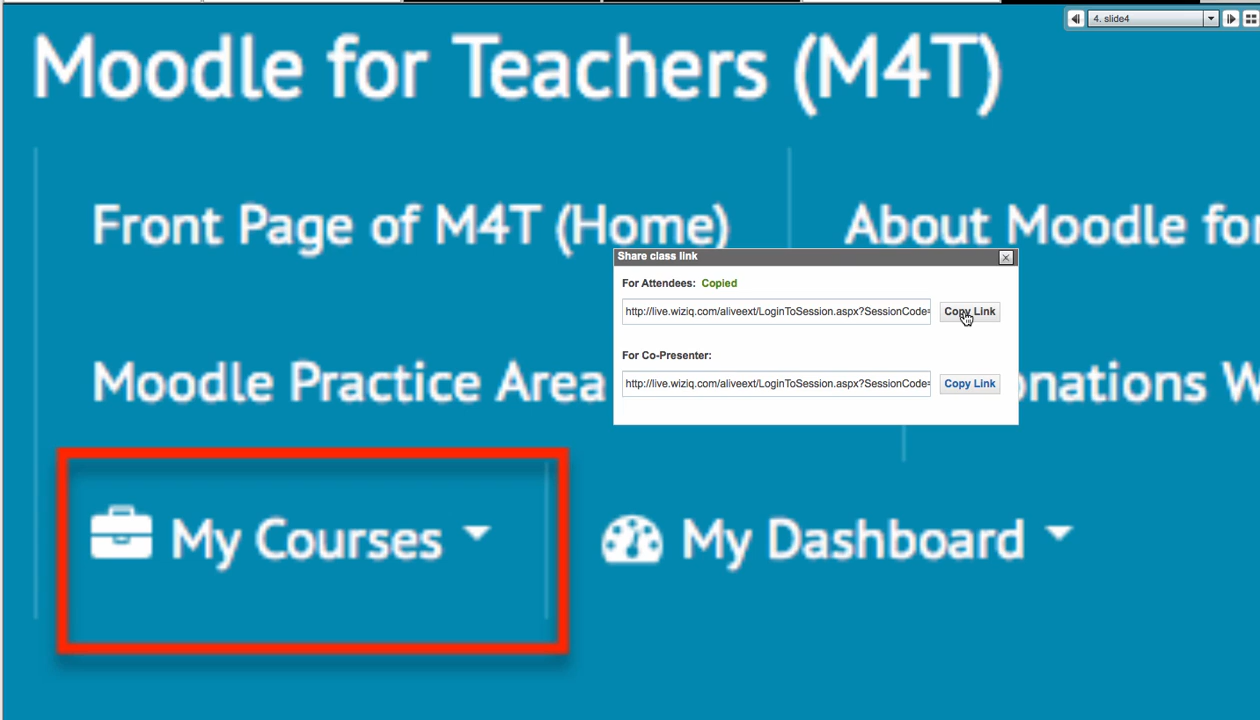 4. slide4
Moodle for Teachers (M4T)
Front Page of M4T (Home)
About Moodle for
Share class link
For Attendees: Copied
http://live.wiziq.com/aliveext/LoginToSession.aspx?SessionCode=
Copy Link
For Co-Presenter:
http://live.wiziq.com/aliveext/LoginToSession.aspx?SessionCode=
Copy Link
Moodle Practice Area
onations W
My Courses
My Dashboard